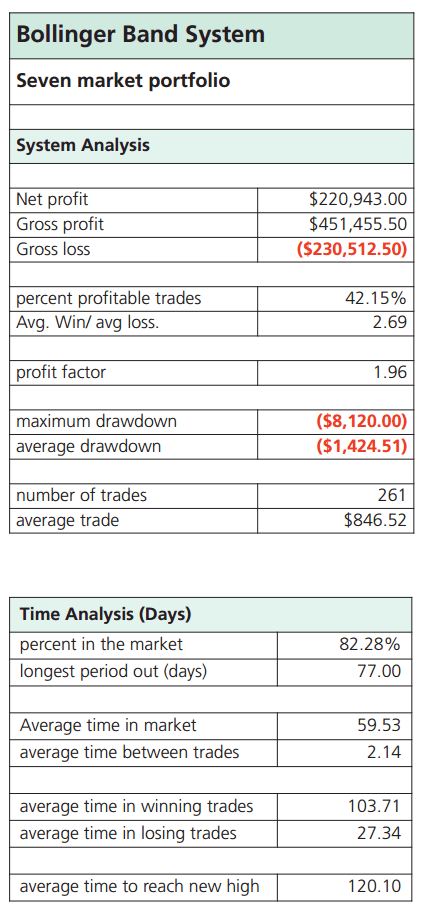 Bollinger Band System
Seven market portfolio
System Analysis
Net profit $220,943.00
Gross profit $451,455.50
Gross loss ($230,512.50)
percent profitable trades 42.15%
Avg. Win/ avg loss. 2.69
profit factor 1.96
maximum drawdown ($8,120.00)
average drawdown ($1,424.51)
number of trades 261
average trade $846.52
Time Analysis (Days)
percent in the market 82.28%
longest period out (days) 77.00
Average time in market 59.53
average time between trades 2.14
average time in winning trades 103.71
average time in losing trades 27.34
average time to reach new high 120.10